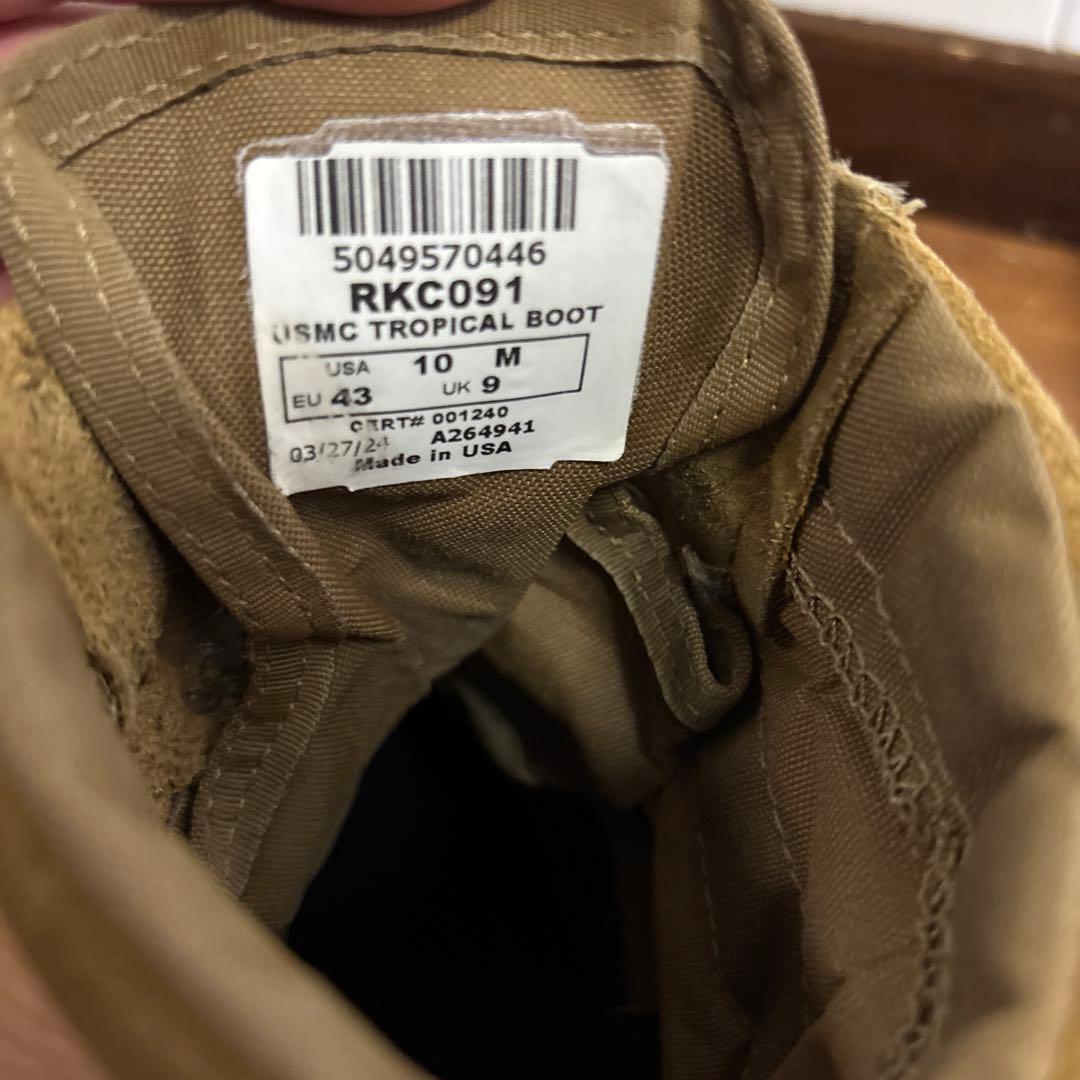 5049570446
RKC091
USMC TROPICAL BOOT
USA 10 M
EU 43 UK 9
CERT# 001240
03/27/24 A264941
Made in USA